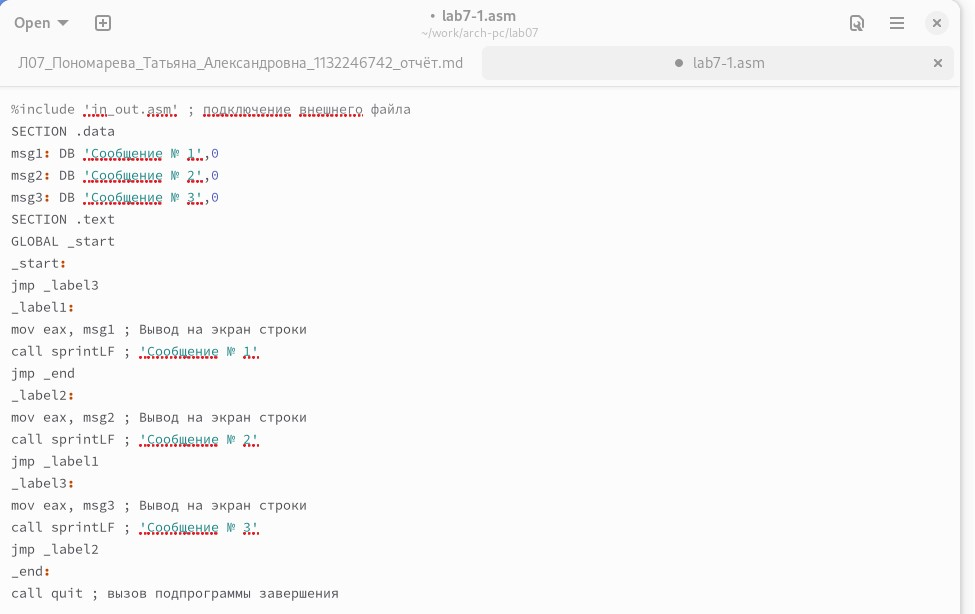 Open
• lab7-1.asm
~/work/arch-pc/lab07
Л07_Пономарева_Татьяна_Александровна_1132246742_отчёт.md
● lab7-1.asm
%include 'in_out.asm' ; подключение внешнего файла
SECTION .data
msg1: DB 'Сообщение № 1',0
msg2: DB 'Сообщение № 2',0
msg3: DB 'Сообщение № 3',0
SECTION .text
GLOBAL _start
_start:
jmp _label3
_label1:
mov eax, msg1 ; Вывод на экран строки
call sprintLF ; 'Сообщение № 1'
jmp _end
_label2:
mov eax, msg2 ; Вывод на экран строки
call sprintLF ; 'Сообщение № 2'
jmp _label1
_label3:
mov eax, msg3 ; Вывод на экран строки
call sprintLF ; 'Сообщение № 3'
jmp _label2
_end:
call quit ; вызов подпрограммы завершения